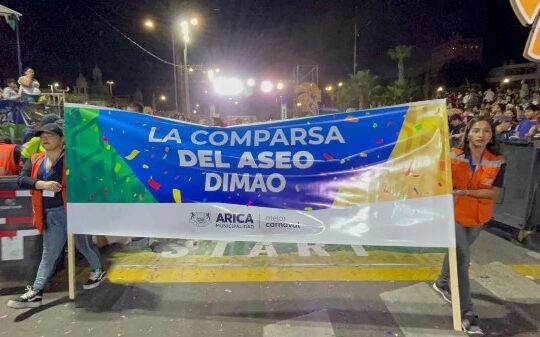 LA COMPARSA
DEL ASEO
DIMAO
ARICA
MUNICIPALIDAD
mejor
carnaval
START